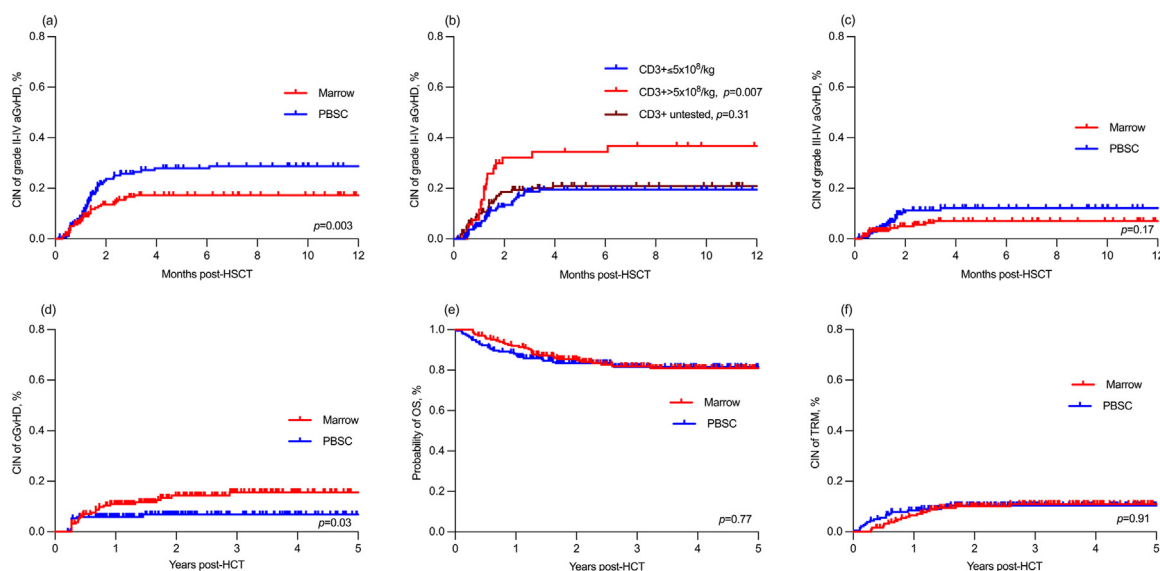 (a)
CIN of grade II-IV aGvHD, %
0.8
0.6
0.4
0.2
0.0
Marrow
PBSC
p=0.003
0 2 4 6 8 10 12
Months post-HSCT
(b)
CIN of grade II-IV aGvHD, %
0.8
0.6
0.4
0.2
0.0
CD3+≤5x10⁸/kg
CD3+>5x10⁸/kg, p=0.007
CD3+ untested, p=0.31
0 2 4 6 8 10 12
Months post-HSCT
(c)
CIN of grade III-IV aGvHD, %
0.8
0.6
0.4
0.2
0.0
Marrow
PBSC
p=0.17
0 2 4 6 8 10 12
Months post-HSCT
(d)
CIN of cGvHD, %
0.8
0.6
0.4
0.2
0.0
Marrow
PBSC
p=0.03
0 1 2 3 4 5
Years post-HCT
(e)
Probability of OS, %
1.0
0.8
0.6
0.4
0.2
0.0
Marrow
PBSC
p=0.77
0 1 2 3 4 5
Years post-HCT
(f)
CIN of TRM, %
0.8
0.6
0.4
0.2
0.0
Marrow
PBSC
p=0.91
0 1 2 3 4 5
Years post-HCT